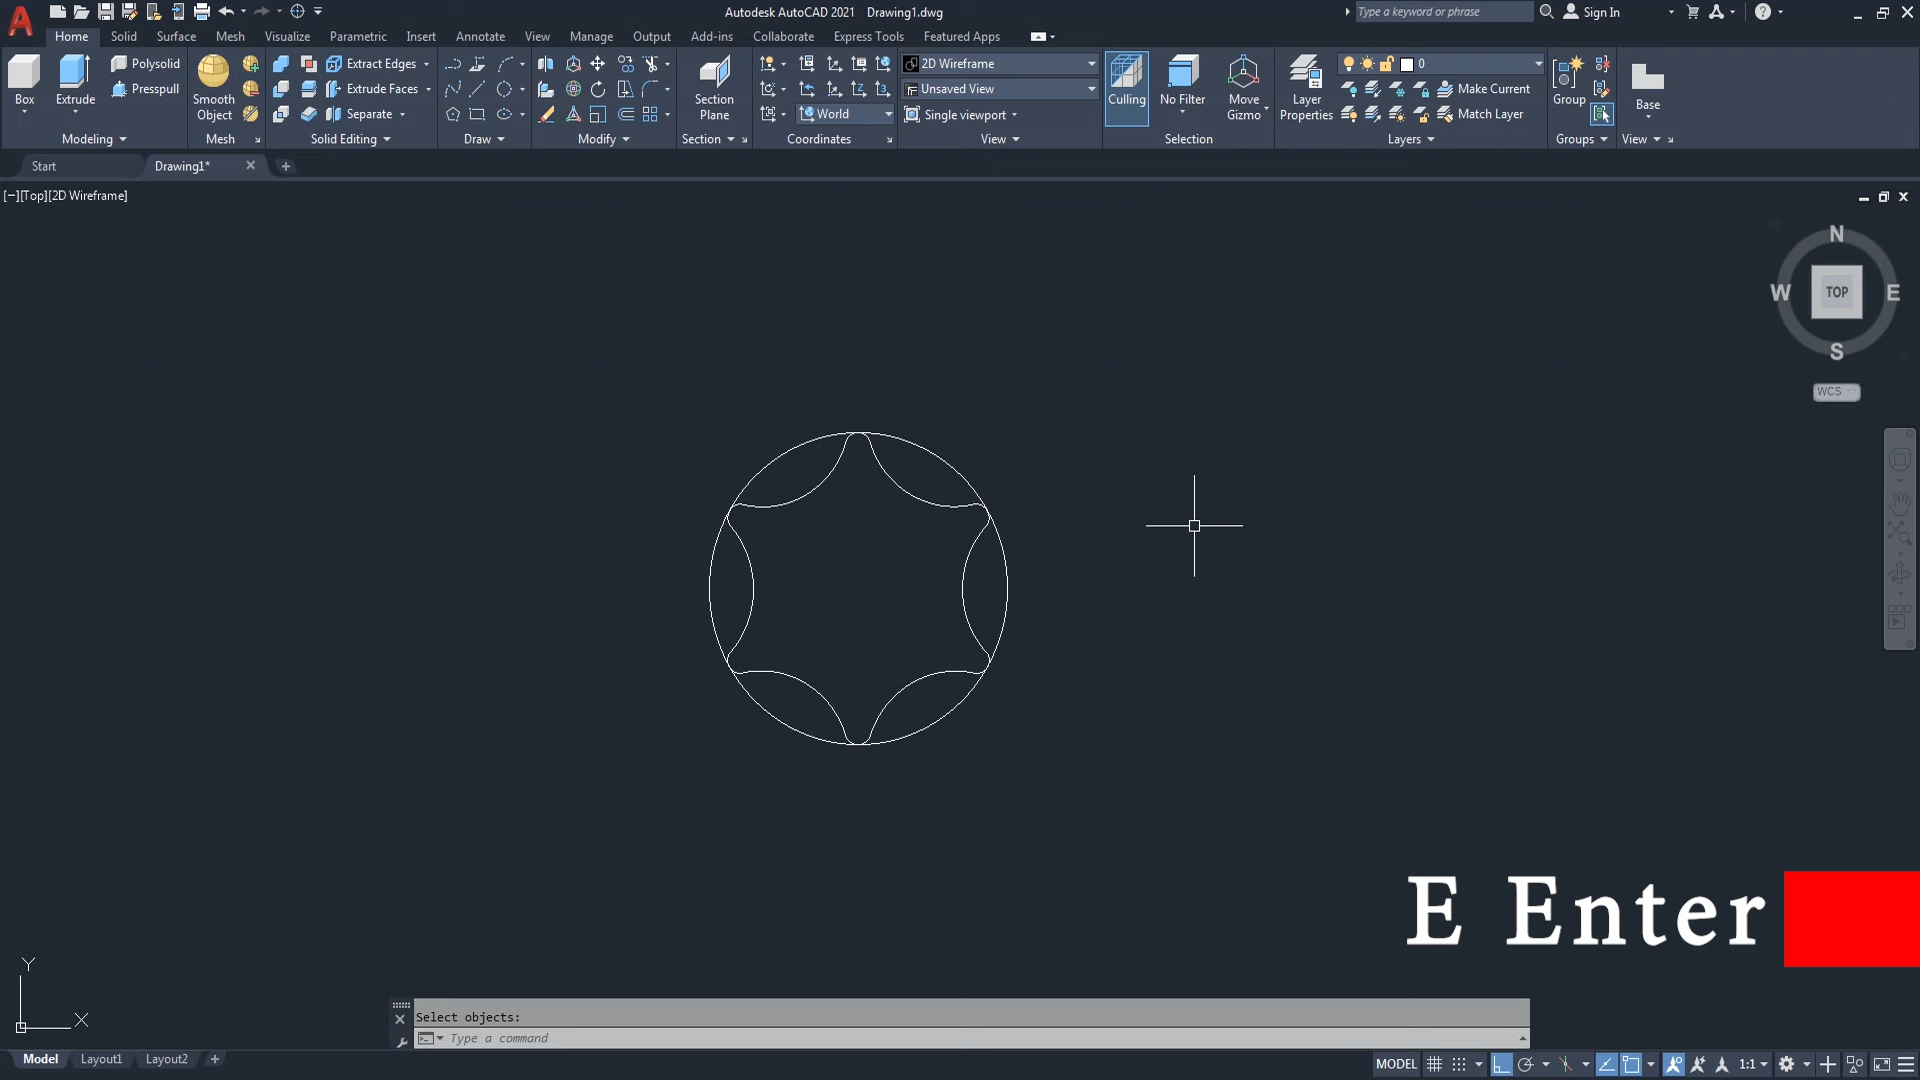 Autodesk AutoCAD 2021 Drawing1.dwg
Type a keyword or phrase
Sign In
Home Solid Surface Mesh Visualize Parametric Insert Annotate View Manage Output Add-ins Collaborate Express Tools Featured Apps
Polysolid
Extract Edges
2D Wireframe
0
Presspull
Extrude Faces
Unsaved View
Make Current
Box
Extrude
Smooth
Object
Separate
Section
Plane
World
Single viewport
Culling
No Filter
Move
Gizmo
Layer
Properties
Match Layer
Group
Base
Modeling Mesh Solid Editing Draw Modify Section Coordinates View Selection Layers Groups View
Start Drawing1*
[−][Top][2D Wireframe]
N
W TOP E
S
WCS
E Enter
Y
X
Select objects:
Type a command
Model Layout1 Layout2
MODEL
1:1